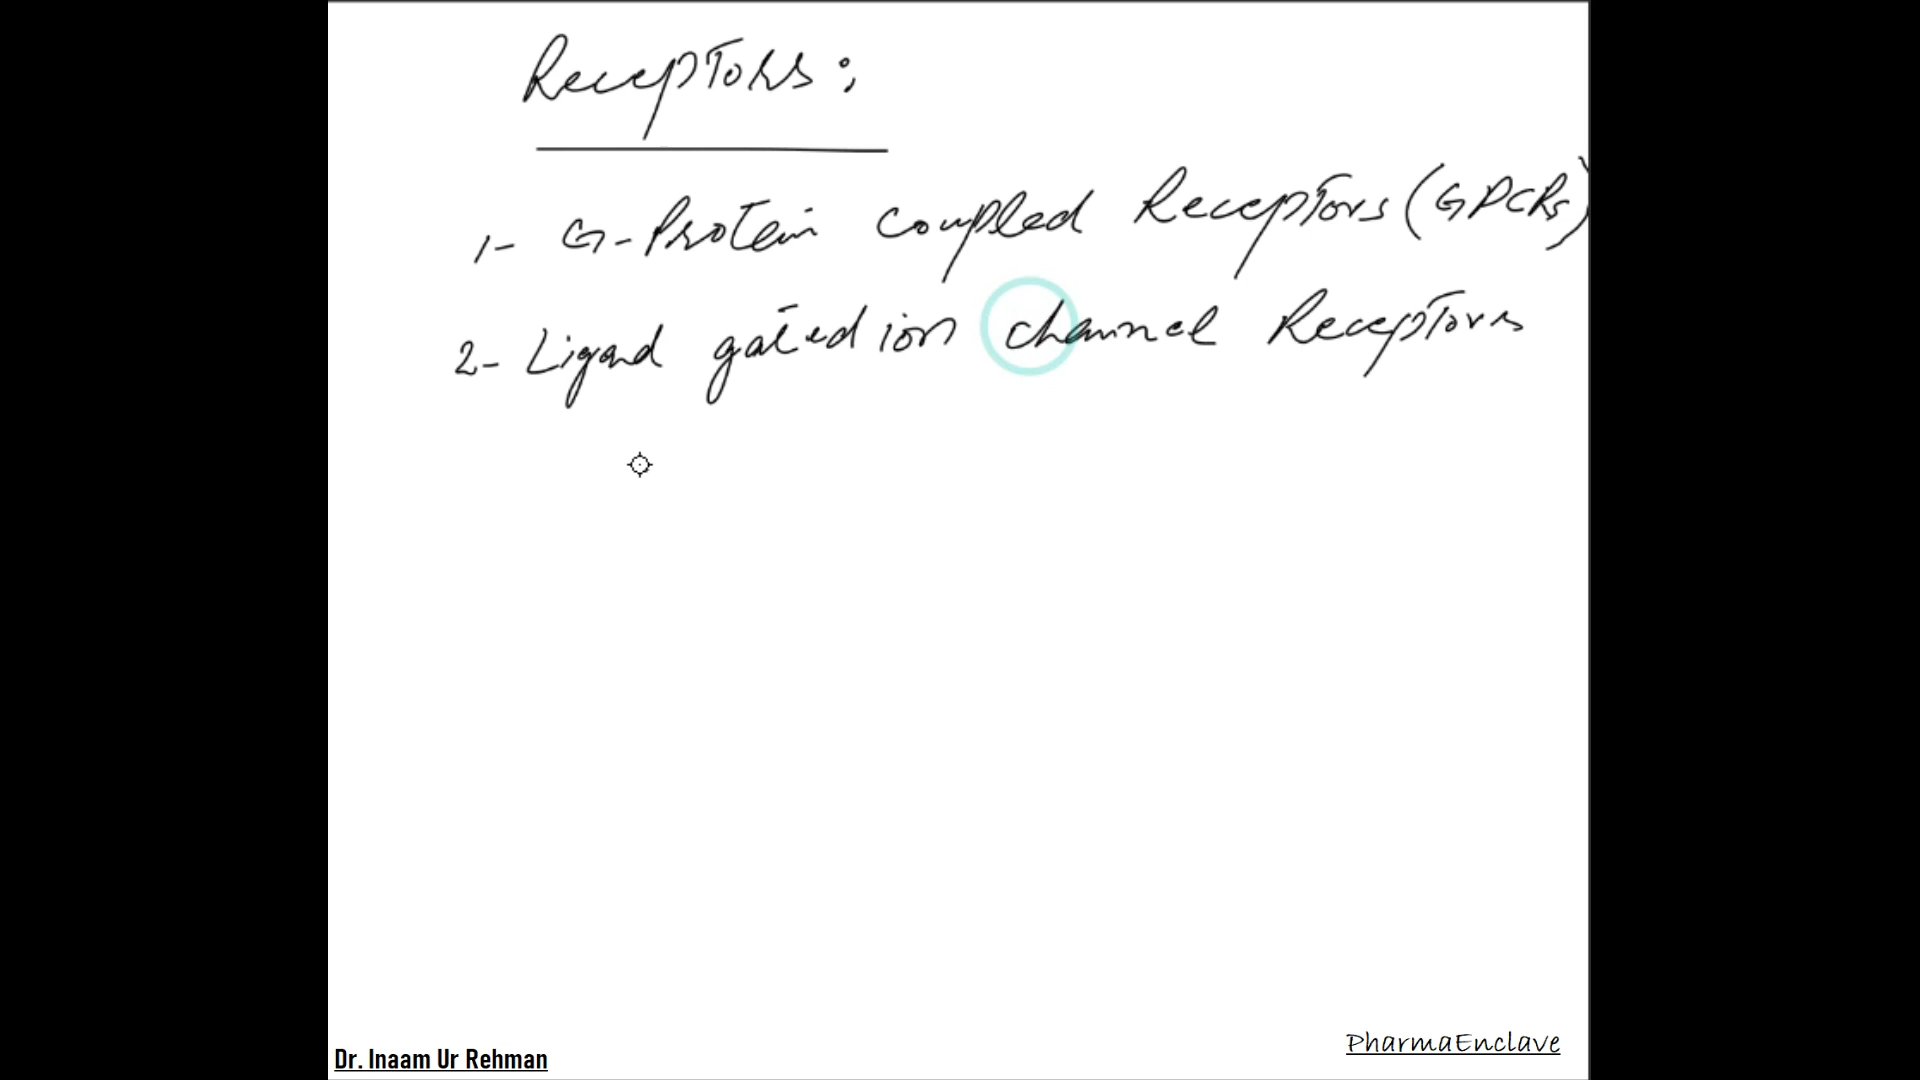 Receptors:
1- G-Protein coupled Receptors (GPCRs)
2- Ligand gated ion channel Receptors
Dr. Inaam Ur Rehman
PharmaEnclave